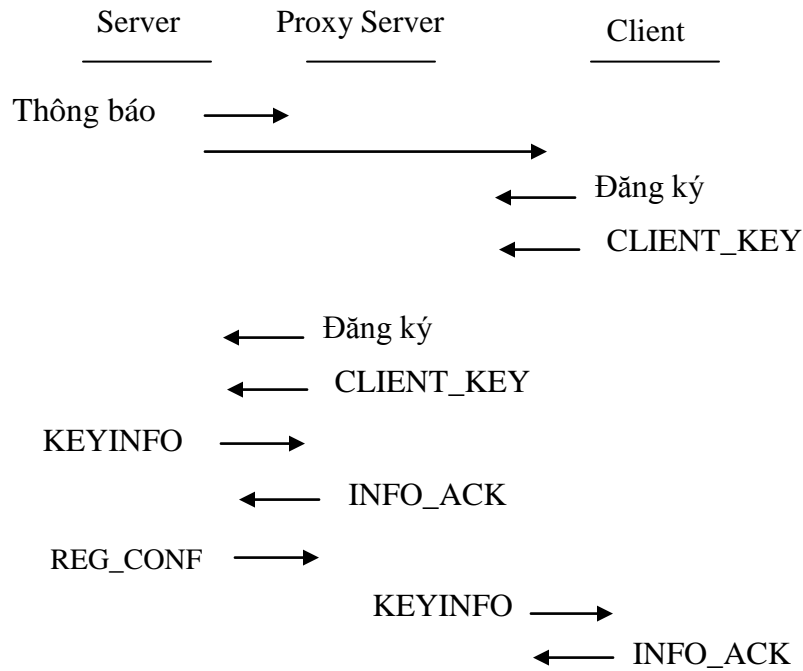 Server Proxy Server Client
Thông báo
Đăng ký
CLIENT_KEY
Đăng ký
CLIENT_KEY
KEYINFO
INFO_ACK
REG_CONF
KEYINFO
INFO_ACK